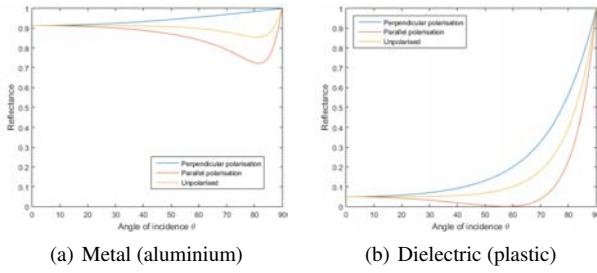 1
0.9
0.8
0.7
0.6
0.5
0.4
0.3
0.2
0.1
0
Reflectance
Perpendicular polarisation
Parallel polarisation
Unpolarised
0 10 20 30 40 50 60 70 80 90
Angle of incidence θ
(a) Metal (aluminium)
1
0.9
0.8
0.7
0.6
0.5
0.4
0.3
0.2
0.1
0
Reflectance
Perpendicular polarisation
Parallel polarisation
Unpolarised
0 10 20 30 40 50 60 70 80 90
Angle of incidence θ
(b) Dielectric (plastic)